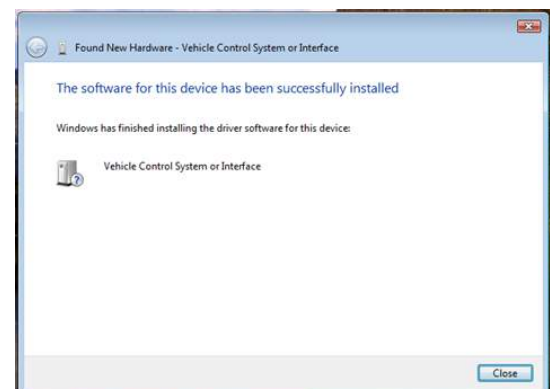 Found New Hardware - Vehicle Control System or Interface
The software for this device has been successfully installed
Windows has finished installing the driver software for this device:
Vehicle Control System or Interface
Close